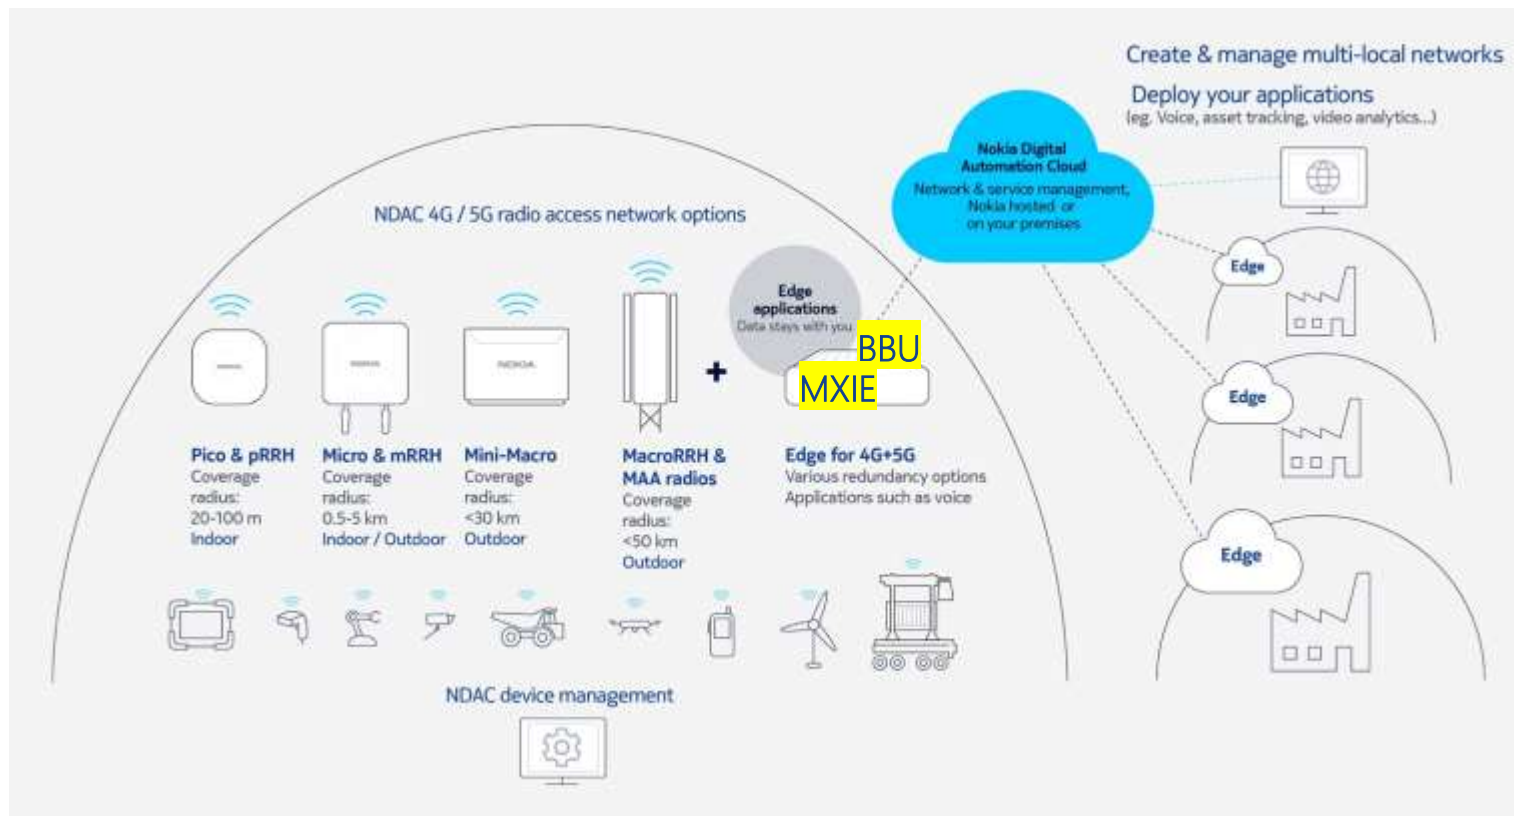 Create & manage multi-local networks
Deploy your applications
(eg. Voice, asset tracking, video analytics...)
Nokia Digital
Automation Cloud
Network & service management,
Nokia hosted or
on your premises
NDAC 4G / 5G radio access network options
Edge
applications
Data stays with you
BBU
MXIE
NOKIA
NOKIA
NOKIA
+
Pico & pRRH
Coverage
radius:
20-100 m
Indoor
Micro & mRRH
Coverage
radius:
0.5-5 km
Indoor / Outdoor
Mini-Macro
Coverage
radius:
<30 km
Outdoor
MacroRRH &
MAA radios
Coverage
radius:
<50 km
Outdoor
Edge for 4G+5G
Various redundancy options
Applications such as voice
Edge
Edge
Edge
NDAC device management